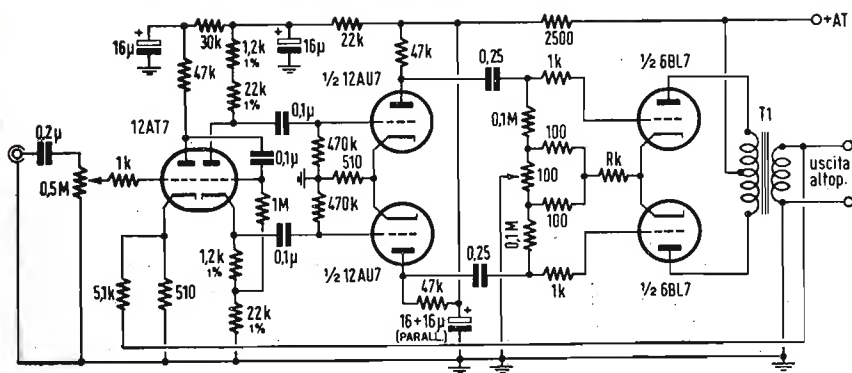 +AT
16µ
30k
1,2k
1%
16µ
22k
47k
2500
47k
22k
1%
½ 12AU7
0,25
1k
½ 6BL7
12AT7
0,1µ
0,1M
T1
0,2µ
1k
0,1µ
470k
510
100
100
Rk
uscita
altop.
0,5M
1M
470k
100
0,1µ
0,1M
5,1k
510
1,2k
1%
½ 12AU7
0,25
22k
1%
47k
16+16µ
(PARALL.)
1k
½ 6BL7